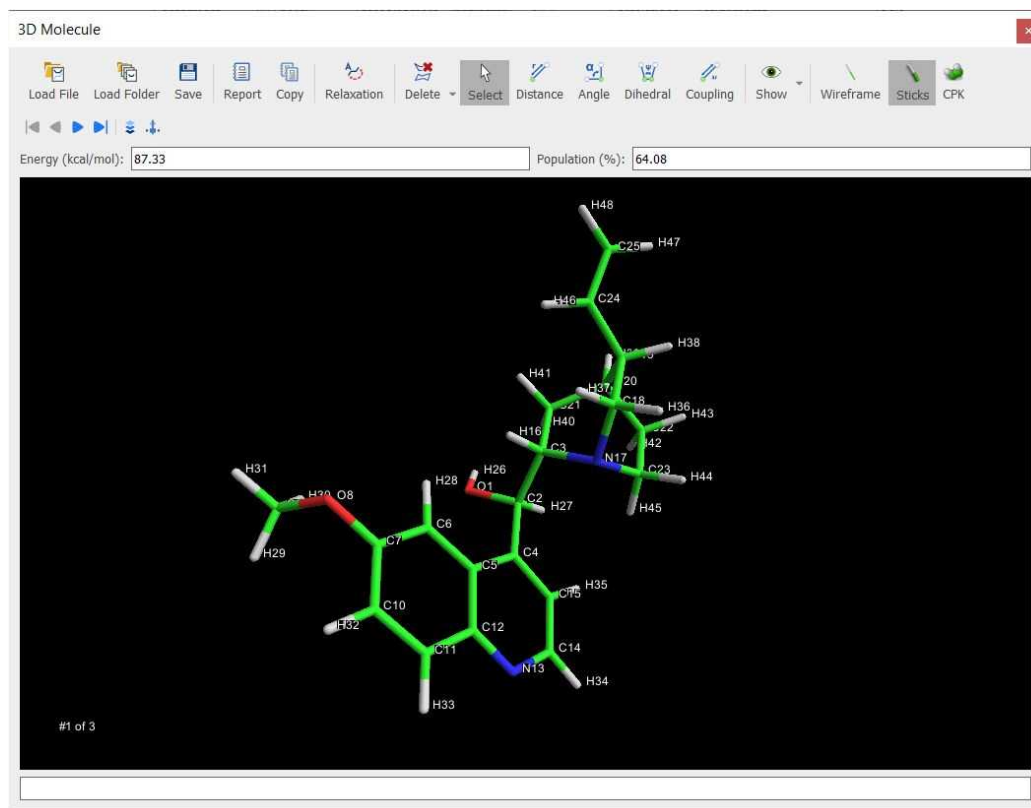 3D Molecule
Load File Load Folder Save Report Copy Relaxation Delete Select Distance Angle Dihedral Coupling Show Wireframe Sticks CPK
Energy (kcal/mol): 87.33 Population (%): 64.08
H48
C25 H47
H46 C24
H38
H41 H37 20
C18 H36
H40 H43
H16 22
C3 H42
N17 C23
H26 H44
H31 H28 O1
O8 C2
H27 H45
C6
H29 C7 C4
C5 H35
C15
C10 C12
H32 C11 C14
N13
H34
H33
#1 of 3